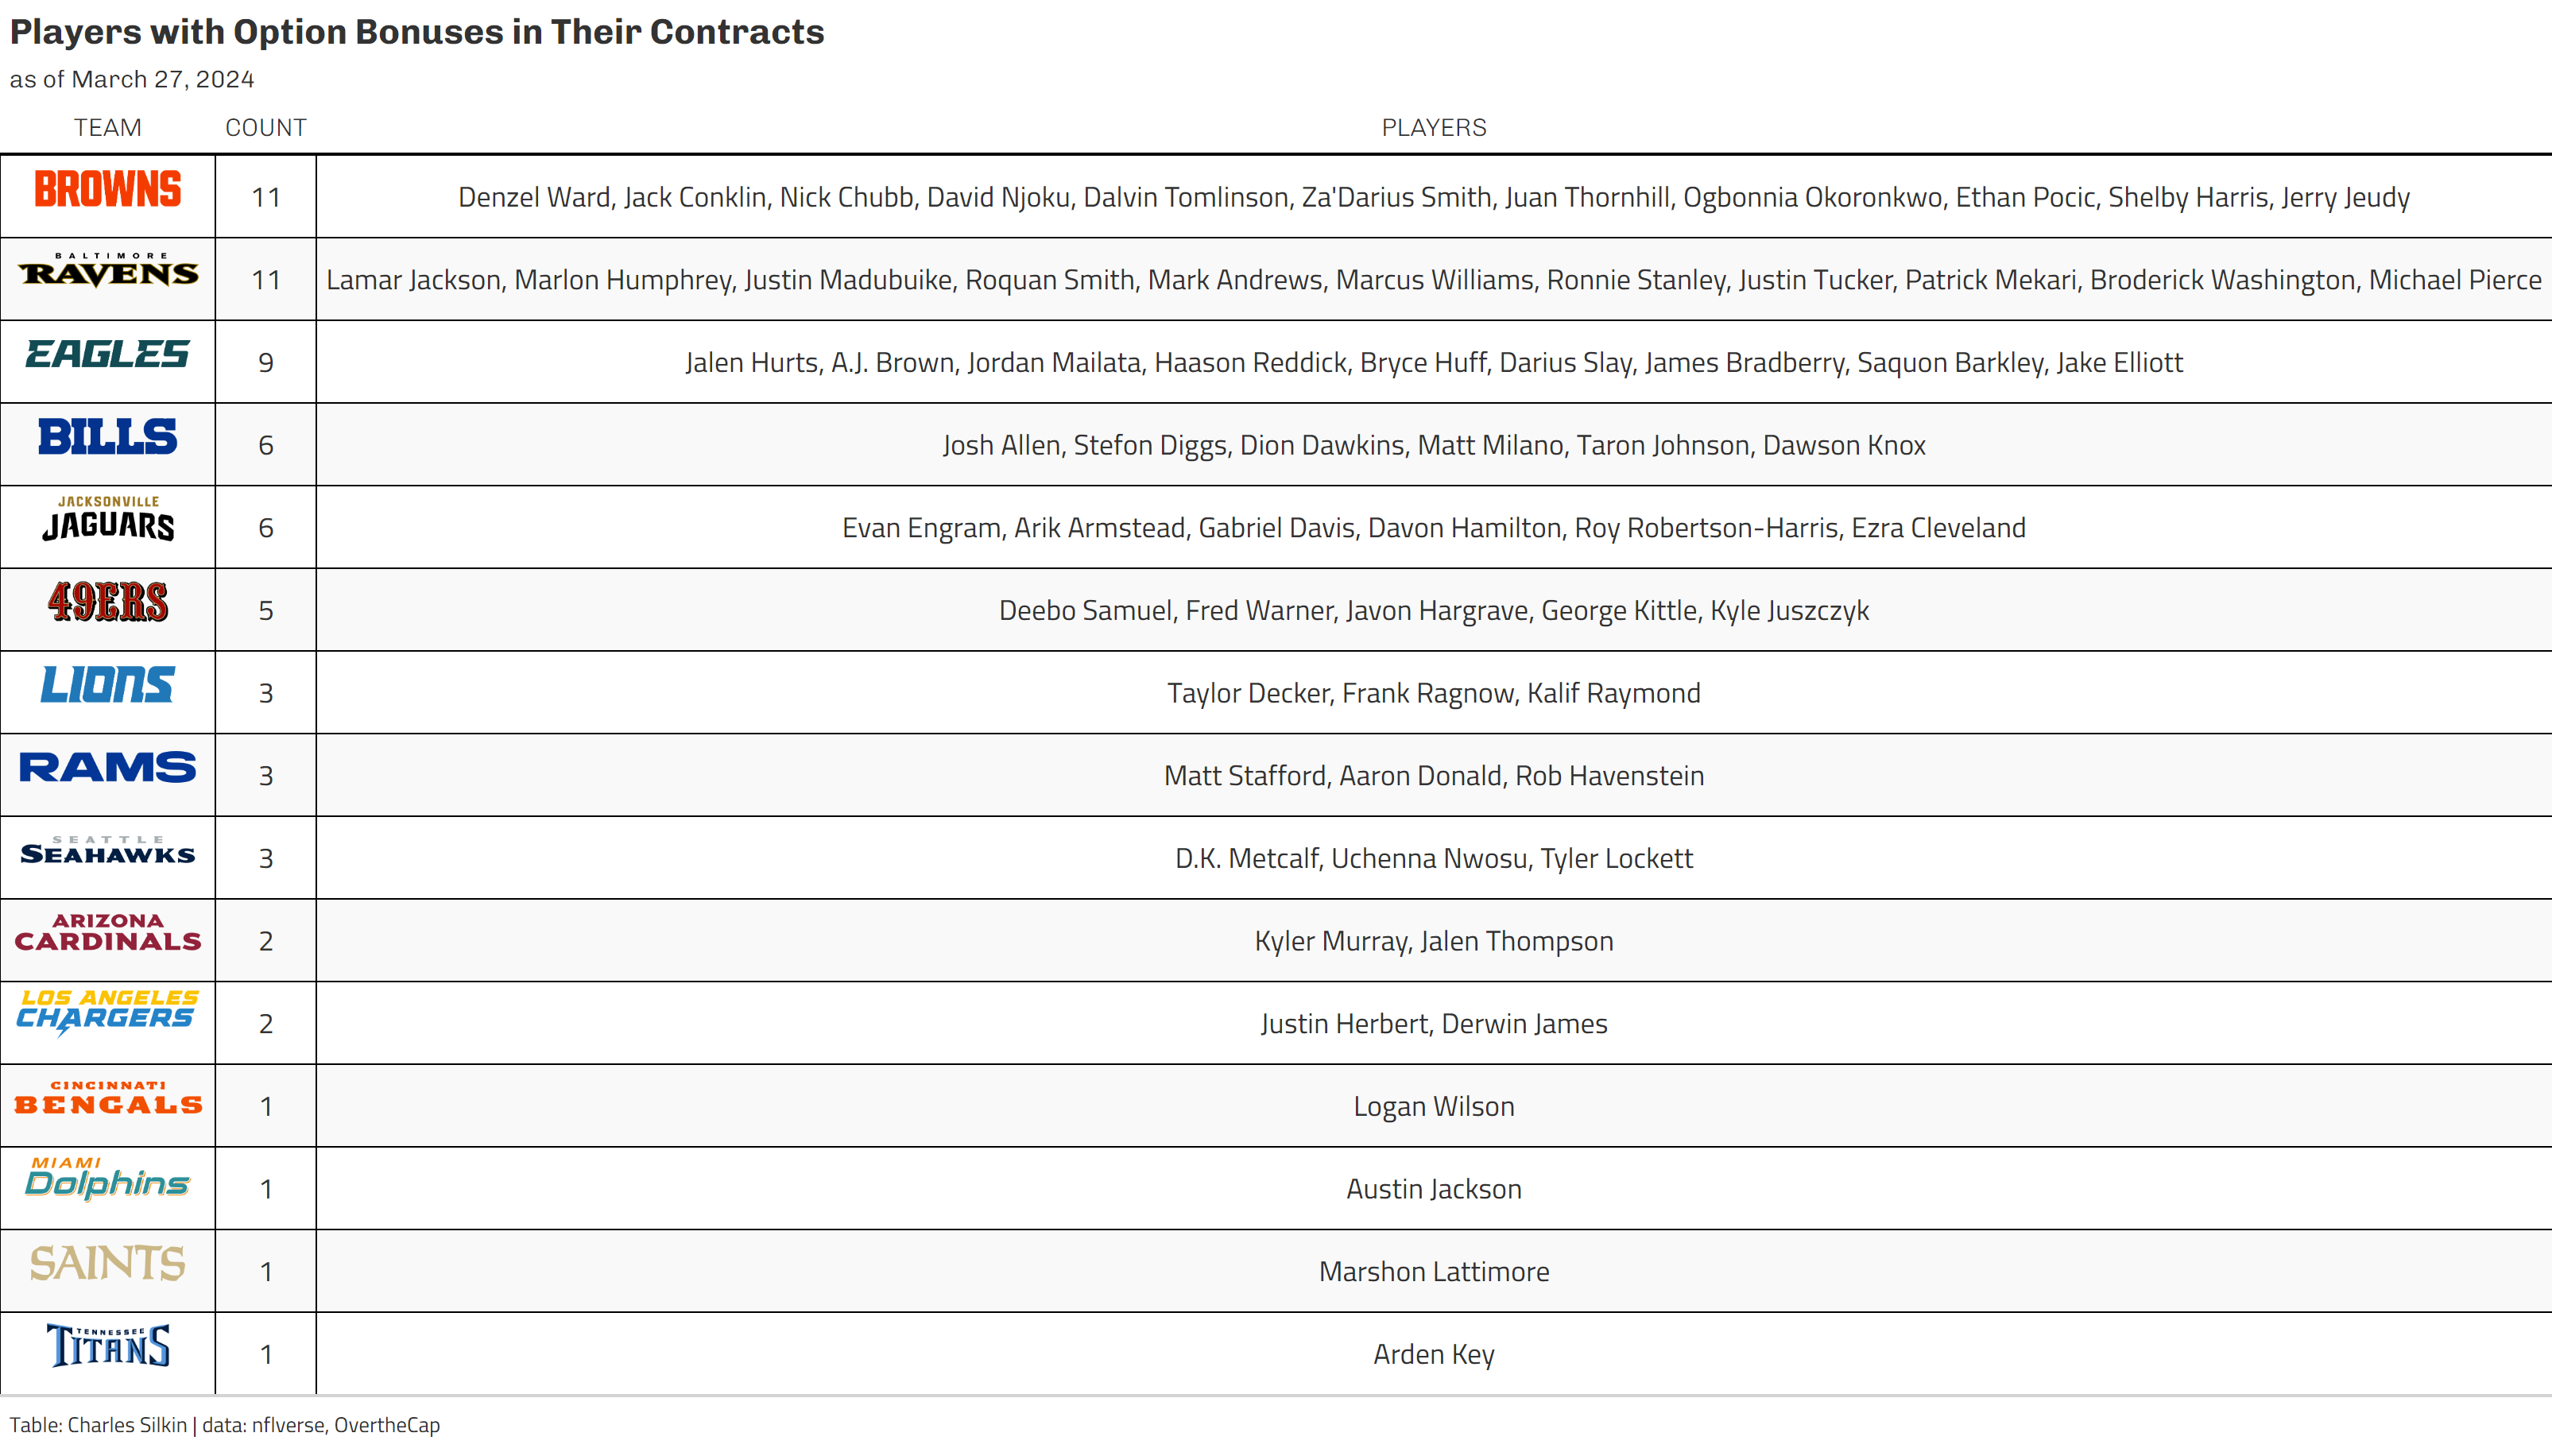 Players with Option Bonuses in Their Contracts
as of March 27, 2024
TEAM COUNT PLAYERS
BROWNS 11 Denzel Ward, Jack Conklin, Nick Chubb, David Njoku, Dalvin Tomlinson, Za'Darius Smith, Juan Thornhill, Ogbonnia Okoronkwo, Ethan Pocic, Shelby Harris, Jerry Jeudy
BALTIMORE
RAVENS 11 Lamar Jackson, Marlon Humphrey, Justin Madubuike, Roquan Smith, Mark Andrews, Marcus Williams, Ronnie Stanley, Justin Tucker, Patrick Mekari, Broderick Washington, Michael Pierce
EAGLES 9 Jalen Hurts, A.J. Brown, Jordan Mailata, Haason Reddick, Bryce Huff, Darius Slay, James Bradberry, Saquon Barkley, Jake Elliott
BILLS 6 Josh Allen, Stefon Diggs, Dion Dawkins, Matt Milano, Taron Johnson, Dawson Knox
JACKSONVILLE
JAGUARS 6 Evan Engram, Arik Armstead, Gabriel Davis, Davon Hamilton, Roy Robertson-Harris, Ezra Cleveland
49ERS 5 Deebo Samuel, Fred Warner, Javon Hargrave, George Kittle, Kyle Juszczyk
LIONS 3 Taylor Decker, Frank Ragnow, Kalif Raymond
RAMS 3 Matt Stafford, Aaron Donald, Rob Havenstein
SEATTLE
SEAHAWKS 3 D.K. Metcalf, Uchenna Nwosu, Tyler Lockett
ARIZONA
CARDINALS 2 Kyler Murray, Jalen Thompson
LOS ANGELES
CHARGERS 2 Justin Herbert, Derwin James
CINCINNATI
BENGALS 1 Logan Wilson
MIAMI
Dolphins 1 Austin Jackson
SAINTS 1 Marshon Lattimore
TENNESSEE
TITANS 1 Arden Key
Table: Charles Silkin | data: nflverse, OvertheCap